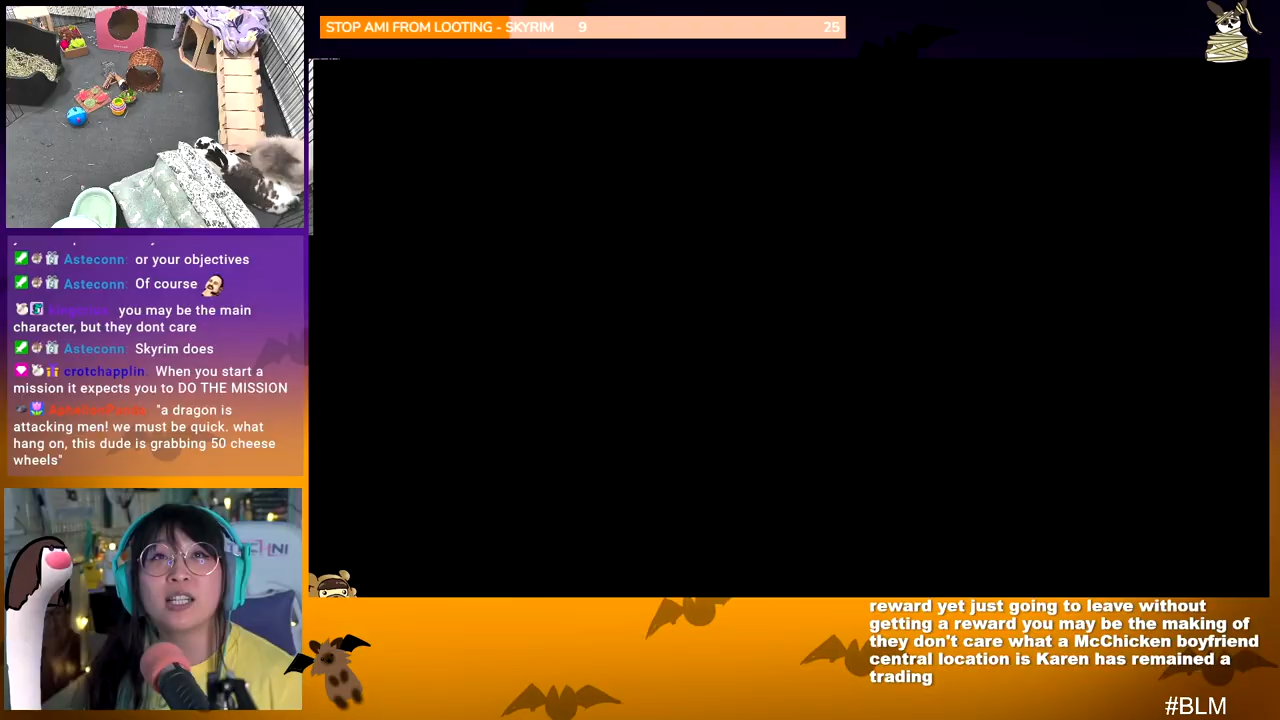 STOP AMI FROM LOOTING - SKYRIM 9 25
Asteconn: or your objectives
Asteconn: Of course
you may be the main
character, but they dont care
Asteconn: Skyrim does
crotchapplin: When you start a
mission it expects you to DO THE MISSION
"a dragon is
attacking men! we must be quick. what
hang on, this dude is grabbing 50 cheese
wheels"
reward yet just going to leave without
getting a reward you may be the making of
they don't care what a McChicken boyfriend
central location is Karen has remained a
trading
#BLM